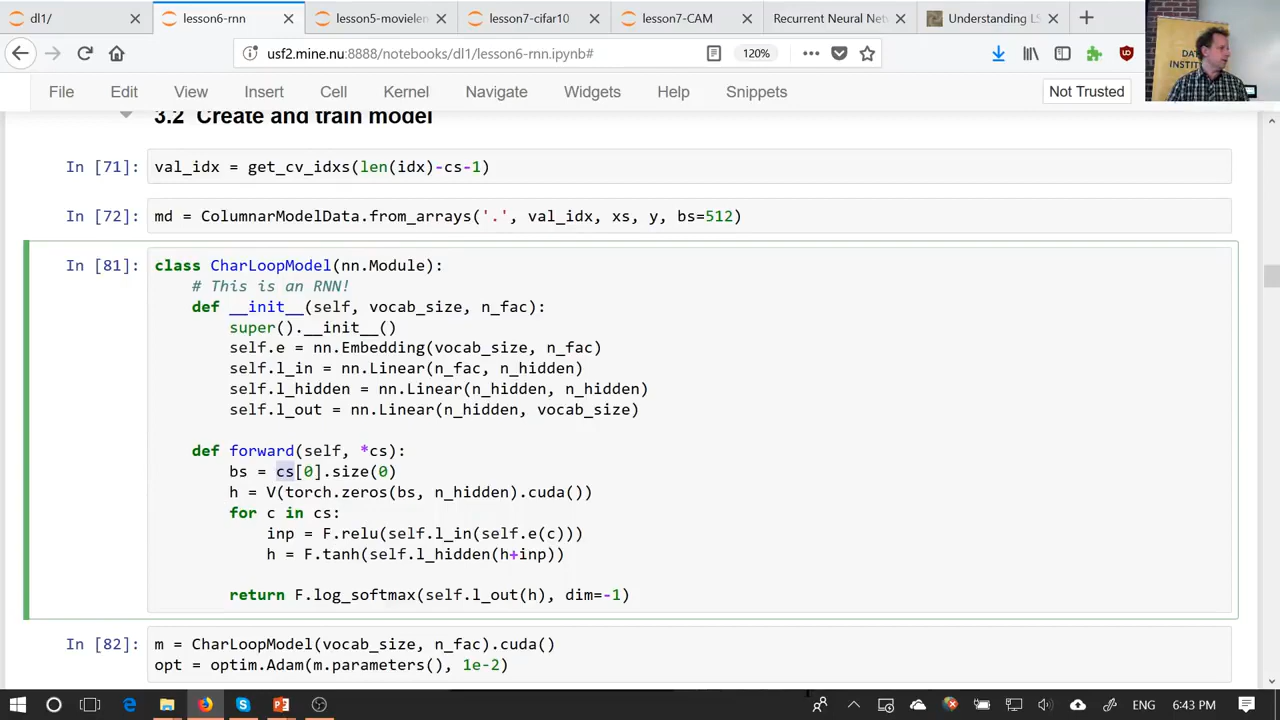 dl1/
lesson6-rnn
lesson5-movielen
lesson7-cifar10
lesson7-CAM
Recurrent Neural Net
Understanding LS
usf2.mine.nu:8888/notebooks/dl1/lesson6-rnn.ipynb#
120%
DATA
INSTITU
File Edit View Insert Cell Kernel Navigate Widgets Help Snippets
Not Trusted
3.2 Create and train model
In [71]: val_idx = get_cv_idxs(len(idx)-cs-1)
In [72]: md = ColumnarModelData.from_arrays('.', val_idx, xs, y, bs=512)
In [81]: class CharLoopModel(nn.Module):
# This is an RNN!
def __init__(self, vocab_size, n_fac):
super().__init__()
self.e = nn.Embedding(vocab_size, n_fac)
self.l_in = nn.Linear(n_fac, n_hidden)
self.l_hidden = nn.Linear(n_hidden, n_hidden)
self.l_out = nn.Linear(n_hidden, vocab_size)
def forward(self, *cs):
bs = cs[0].size(0)
h = V(torch.zeros(bs, n_hidden).cuda())
for c in cs:
inp = F.relu(self.l_in(self.e(c)))
h = F.tanh(self.l_hidden(h+inp))
return F.log_softmax(self.l_out(h), dim=-1)
In [82]: m = CharLoopModel(vocab_size, n_fac).cuda()
opt = optim.Adam(m.parameters(), 1e-2)
ENG 6:43 PM